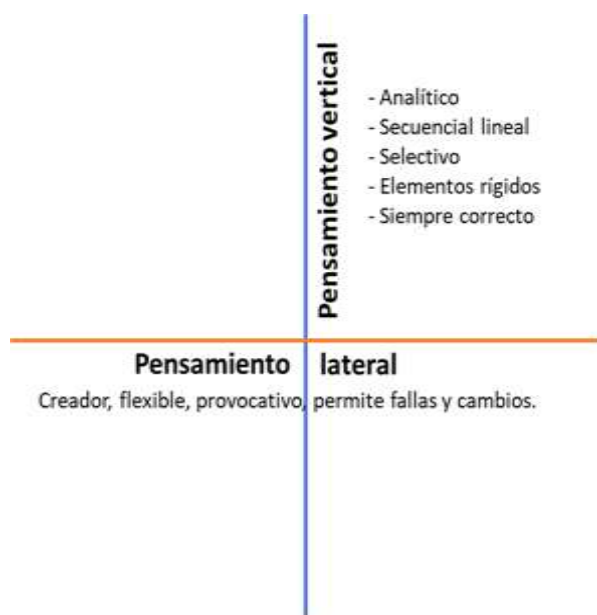 Pensamiento vertical
- Analítico
- Secuencial lineal
- Selectivo
- Elementos rígidos
- Siempre correcto
Pensamiento lateral
Creador, flexible, provocativo, permite fallas y cambios.